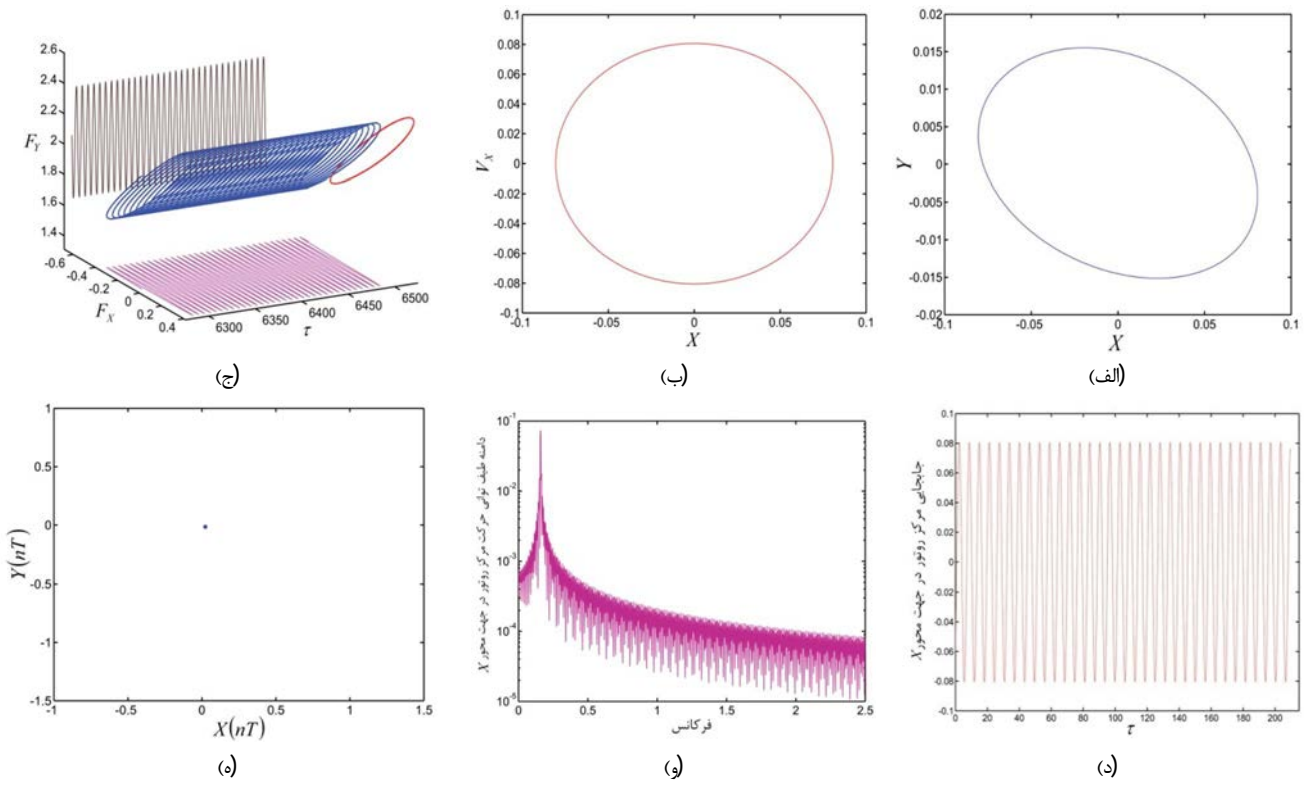 2.6
2.4
2.2
2
1.8
1.6
1.4
F_Y
-0.6
-0.4
-0.2
0
0.2
0.4
F_X
6300
6350
6400
6450
6500
τ
(ج)
0.1
0.08
0.06
0.04
0.02
0
-0.02
-0.04
-0.06
-0.08
-0.1
V_X
-0.1 -0.05 0 0.05 0.1
X
(ب)
0.02
0.015
0.01
0.005
0
-0.005
-0.01
-0.015
-0.02
Y
-0.1 -0.05 0 0.05 0.1
X
(الف)
1
0.5
0
-0.5
-1
-1.5
Y(nT)
-1 -0.5 0 0.5 1 1.5
X(nT)
(ه)
10^-1
10^-2
10^-3
10^-4
10^-5
دامنه طیف توانی حرکت مرکز روتور در جهت محور X
0 0.5 1 1.5 2 2.5
فرکانس
(و)
0.1
0.08
0.06
0.04
0.02
0
-0.02
-0.04
-0.06
-0.08
-0.1
جابجایی مرکز روتور در جهت محور X
0 20 40 60 80 100 120 140 160 180 200
τ
(د)